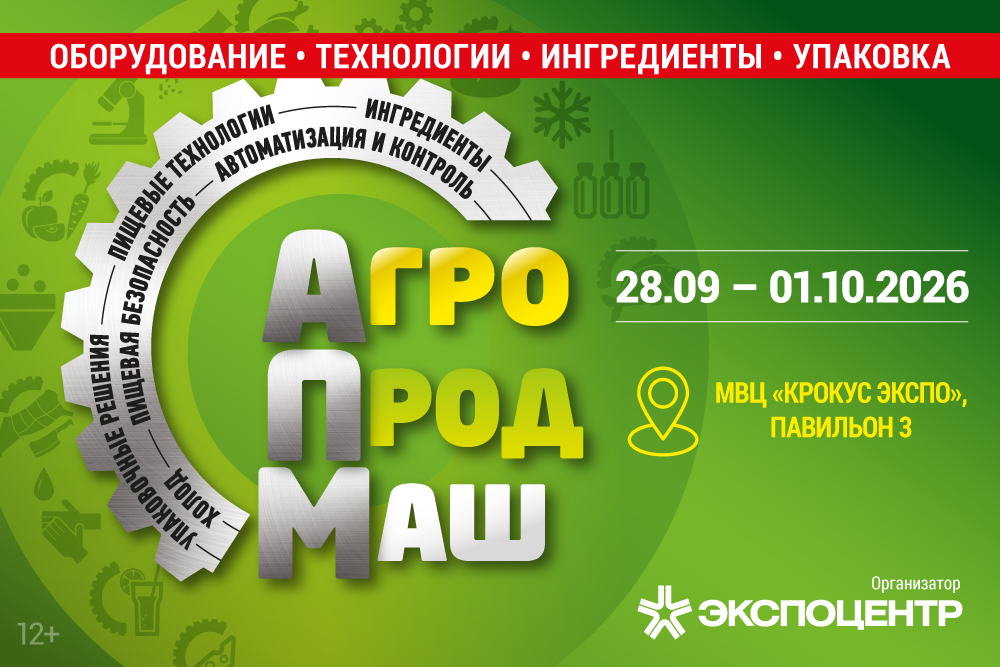 ОБОРУДОВАНИЕ • ТЕХНОЛОГИИ • ИНГРЕДИЕНТЫ • УПАКОВКА
УПАКОВОЧНЫЕ РЕШЕНИЯ — ПИЩЕВЫЕ ТЕХНОЛОГИИ — ИНГРЕДИЕНТЫ
ХОЛОД — ПИЩЕВАЯ БЕЗОПАСНОСТЬ — АВТОМАТИЗАЦИЯ И КОНТРОЛЬ
АГРО
ПРОД
МАШ
28.09 – 01.10.2026
МВЦ «КРОКУС ЭКСПО»,
ПАВИЛЬОН 3
Организатор
ЭКСПОЦЕНТР
12+